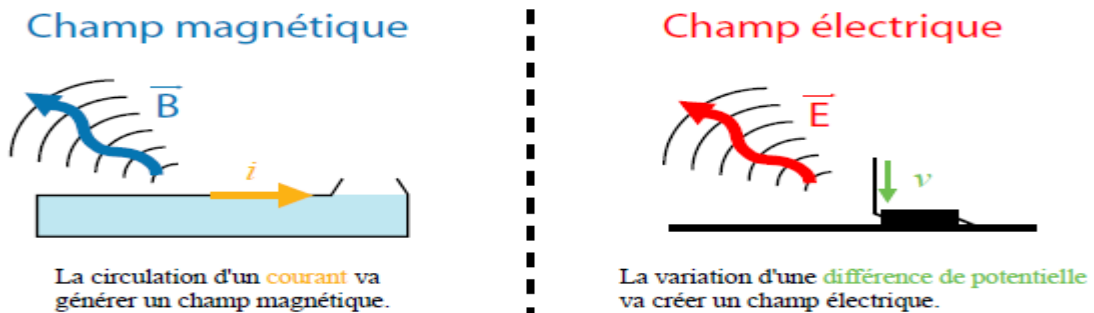 Champ magnétique
B
i
La circulation d'un courant va
générer un champ magnétique.
Champ électrique
E
v
La variation d'une différence de potentielle
va créer un champ électrique.